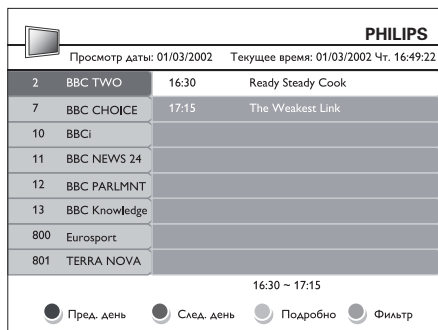 PHILIPS
Просмотр даты: 01/03/2002 Текущее время: 01/03/2002 Чт. 16:49:22
2 BBC TWO 16:30 Ready Steady Cook
7 BBC CHOICE 17:15 The Weakest Link
10 BBCi
11 BBC NEWS 24
12 BBC PARLMNT
13 BBC Knowledge
800 Eurosport
801 TERRA NOVA
16:30 ~ 17:15
Пред. день След. день Подробно Фильтр